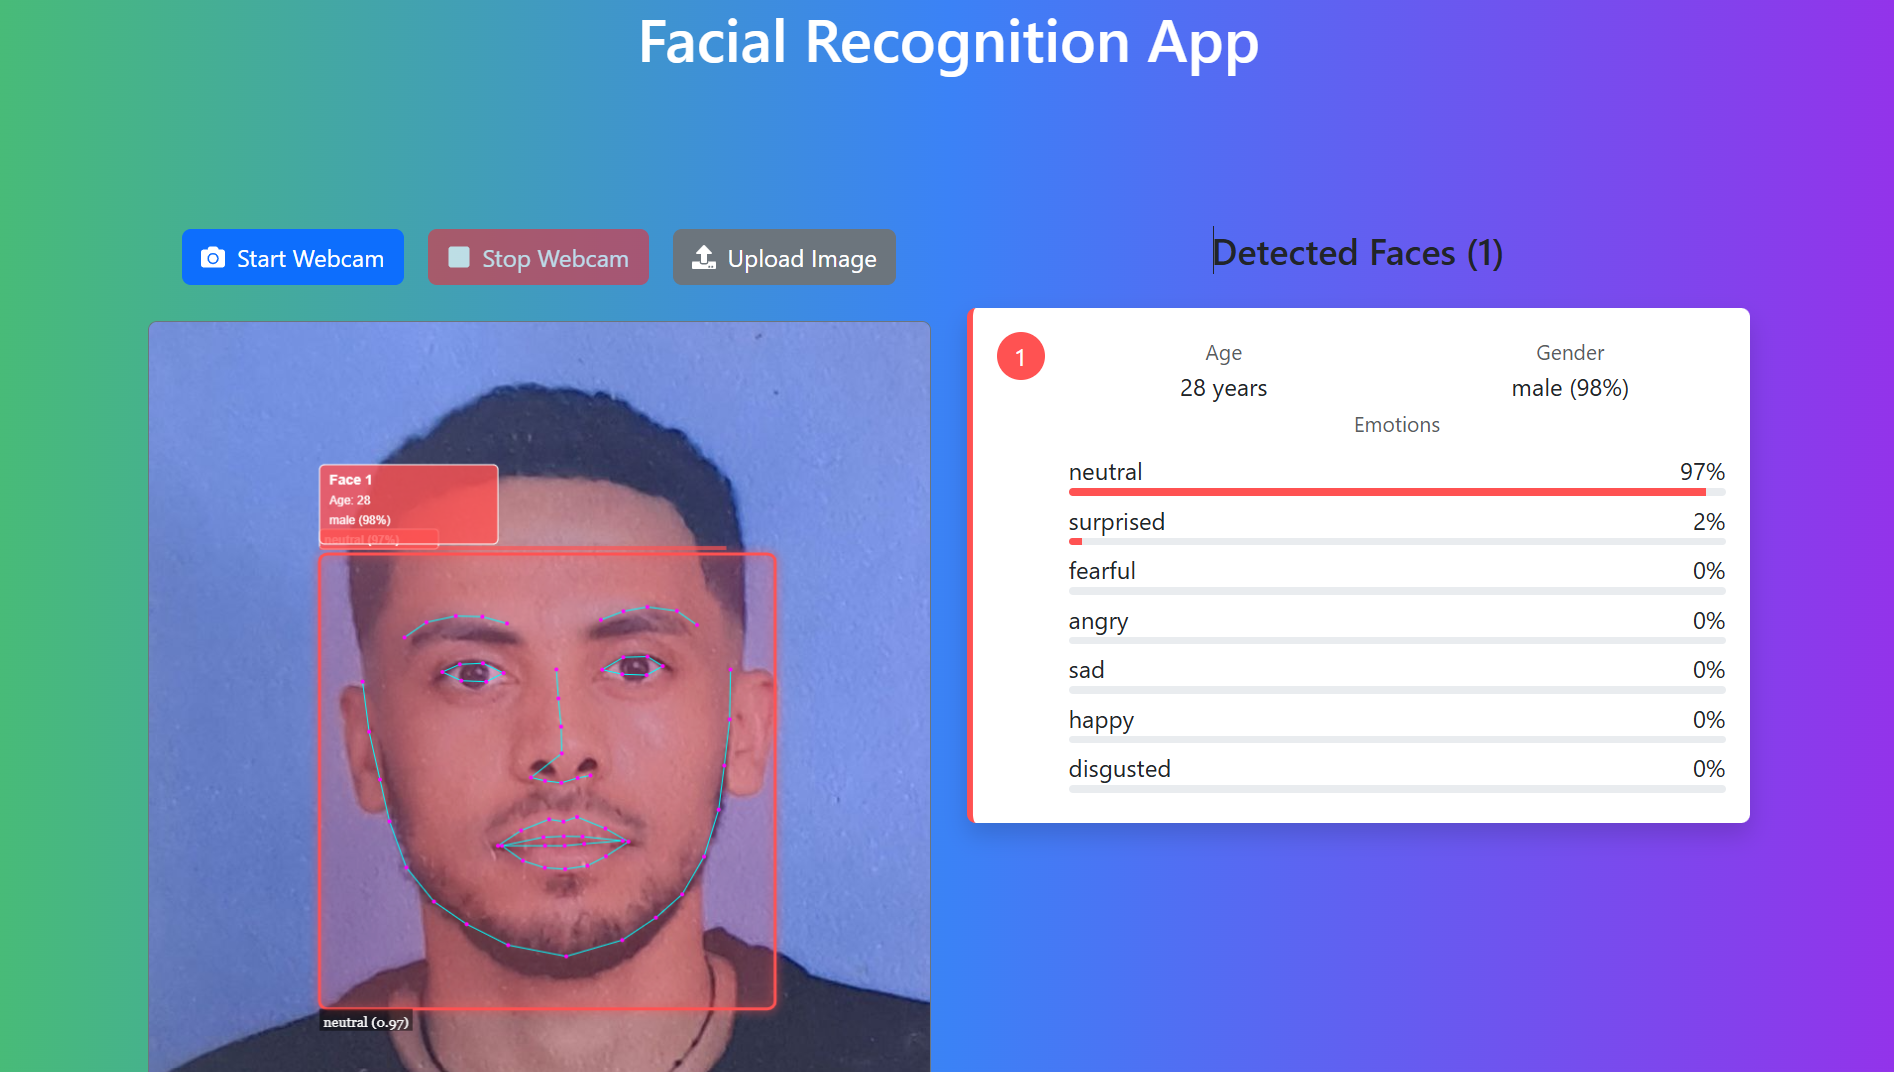 Facial Recognition App
Start Webcam
Stop Webcam
Upload Image
Detected Faces (1)
Face 1
Age: 28
male (98%)
neutral (97%)
neutral (0.97)
1
Age
Gender
28 years
male (98%)
Emotions
neutral 97%
surprised 2%
fearful 0%
angry 0%
sad 0%
happy 0%
disgusted 0%